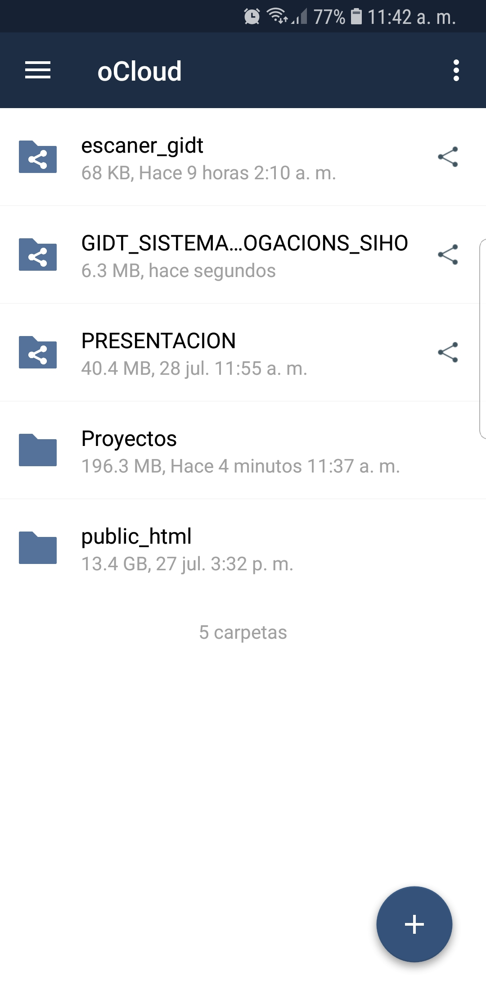 77% 11:42 a. m.
oCloud
escaner_gidt
68 KB, Hace 9 horas 2:10 a. m.
GIDT_SISTEMA...OGACIONS_SIHO
6.3 MB, hace segundos
PRESENTACION
40.4 MB, 28 jul. 11:55 a. m.
Proyectos
196.3 MB, Hace 4 minutos 11:37 a. m.
public_html
13.4 GB, 27 jul. 3:32 p. m.
5 carpetas